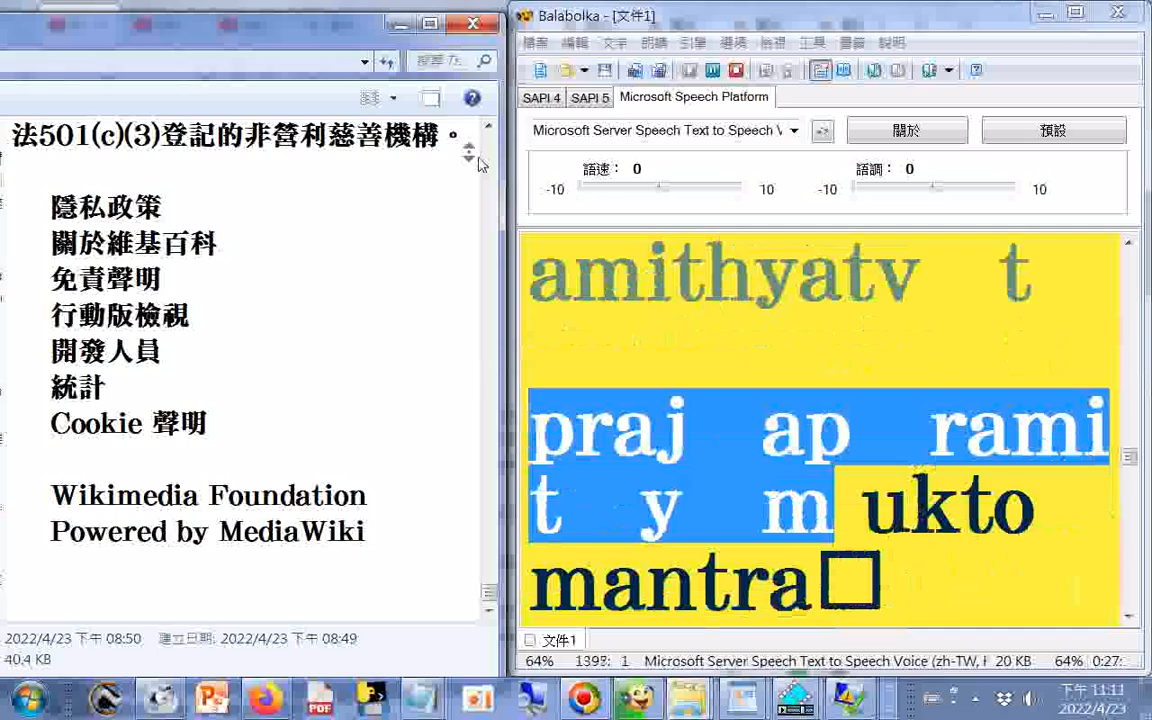 搜尋 在..
法501(c)(3)登記的非營利慈善機構。
隱私政策
關於維基百科
免責聲明
行動版檢視
開發人員
統計
Cookie 聲明
Wikimedia Foundation
Powered by MediaWiki
2022/4/23 下午 08:50 建立日期: 2022/4/23 下午 08:49
40.4 KB
Balabolka - [文件1]
檔案 編輯 文字 朗讀 引擎 選項 檢視 工具 書籤 說明
SAPI 4 SAPI 5 Microsoft Speech Platform
Microsoft Server Speech Text to Speech V 關於 預設
語速： 0 語調： 0
-10 10 -10 10
amithyatv t
praj ap rami
t y m ukto
mantra□
文件1
64% 1393: 1 Microsoft Server Speech Text to Speech Voice (zh-TW, H 20 KB 64% 0:27:
下午 11:11
2022/4/23